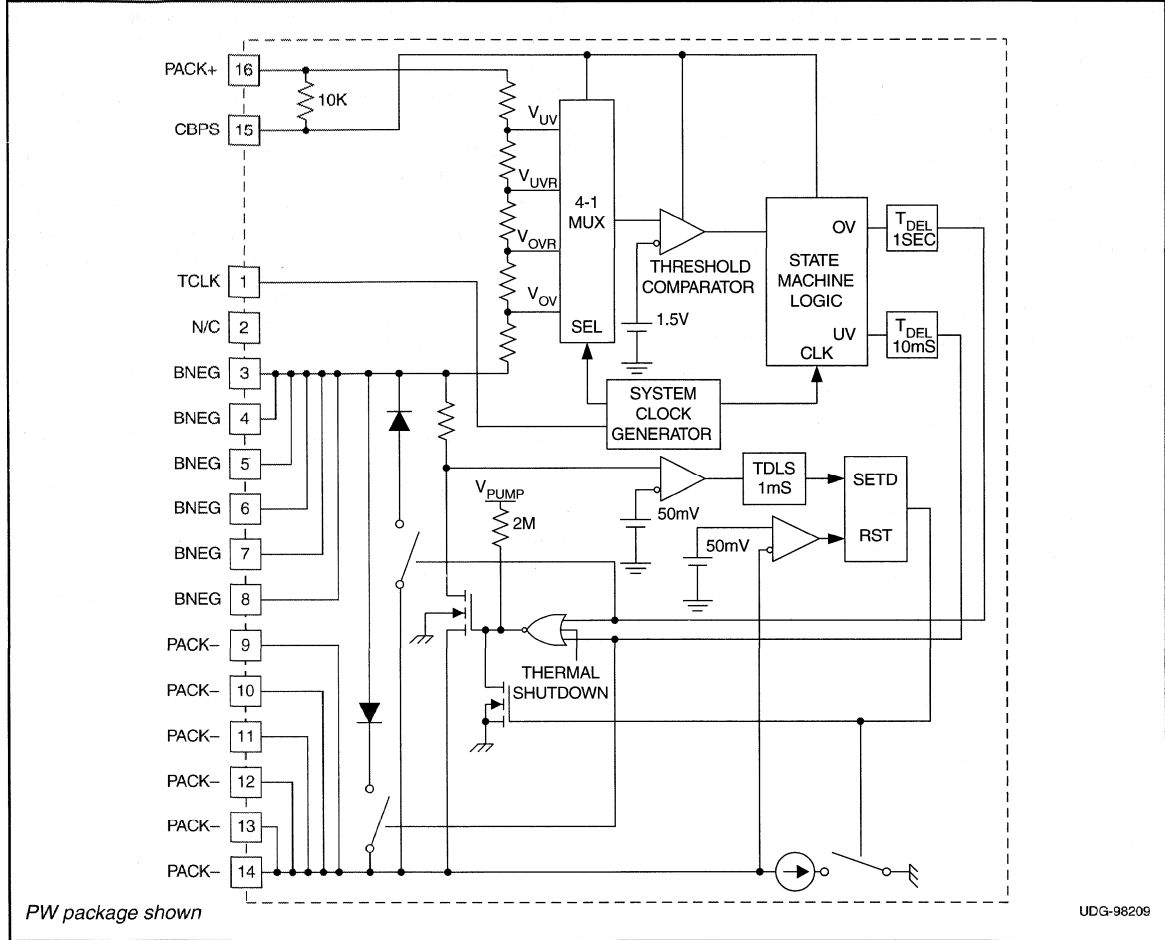 PACK+ 16
10K
CBPS 15
V_UV
V_UVR
V_OVR
V_OV
4-1
MUX
SEL
THRESHOLD
COMPARATOR
1.5V
OV
STATE
MACHINE
LOGIC
UV
CLK
T_DEL
1SEC
T_DEL
10mS
TCLK 1
N/C 2
BNEG 3
BNEG 4
BNEG 5
BNEG 6
BNEG 7
BNEG 8
PACK– 9
PACK– 10
PACK– 11
PACK– 12
PACK– 13
PACK– 14
SYSTEM
CLOCK
GENERATOR
V_PUMP
2M
50mV
TDLS
1mS
50mV
SETD
RST
THERMAL
SHUTDOWN
PW package shown
UDG-98209